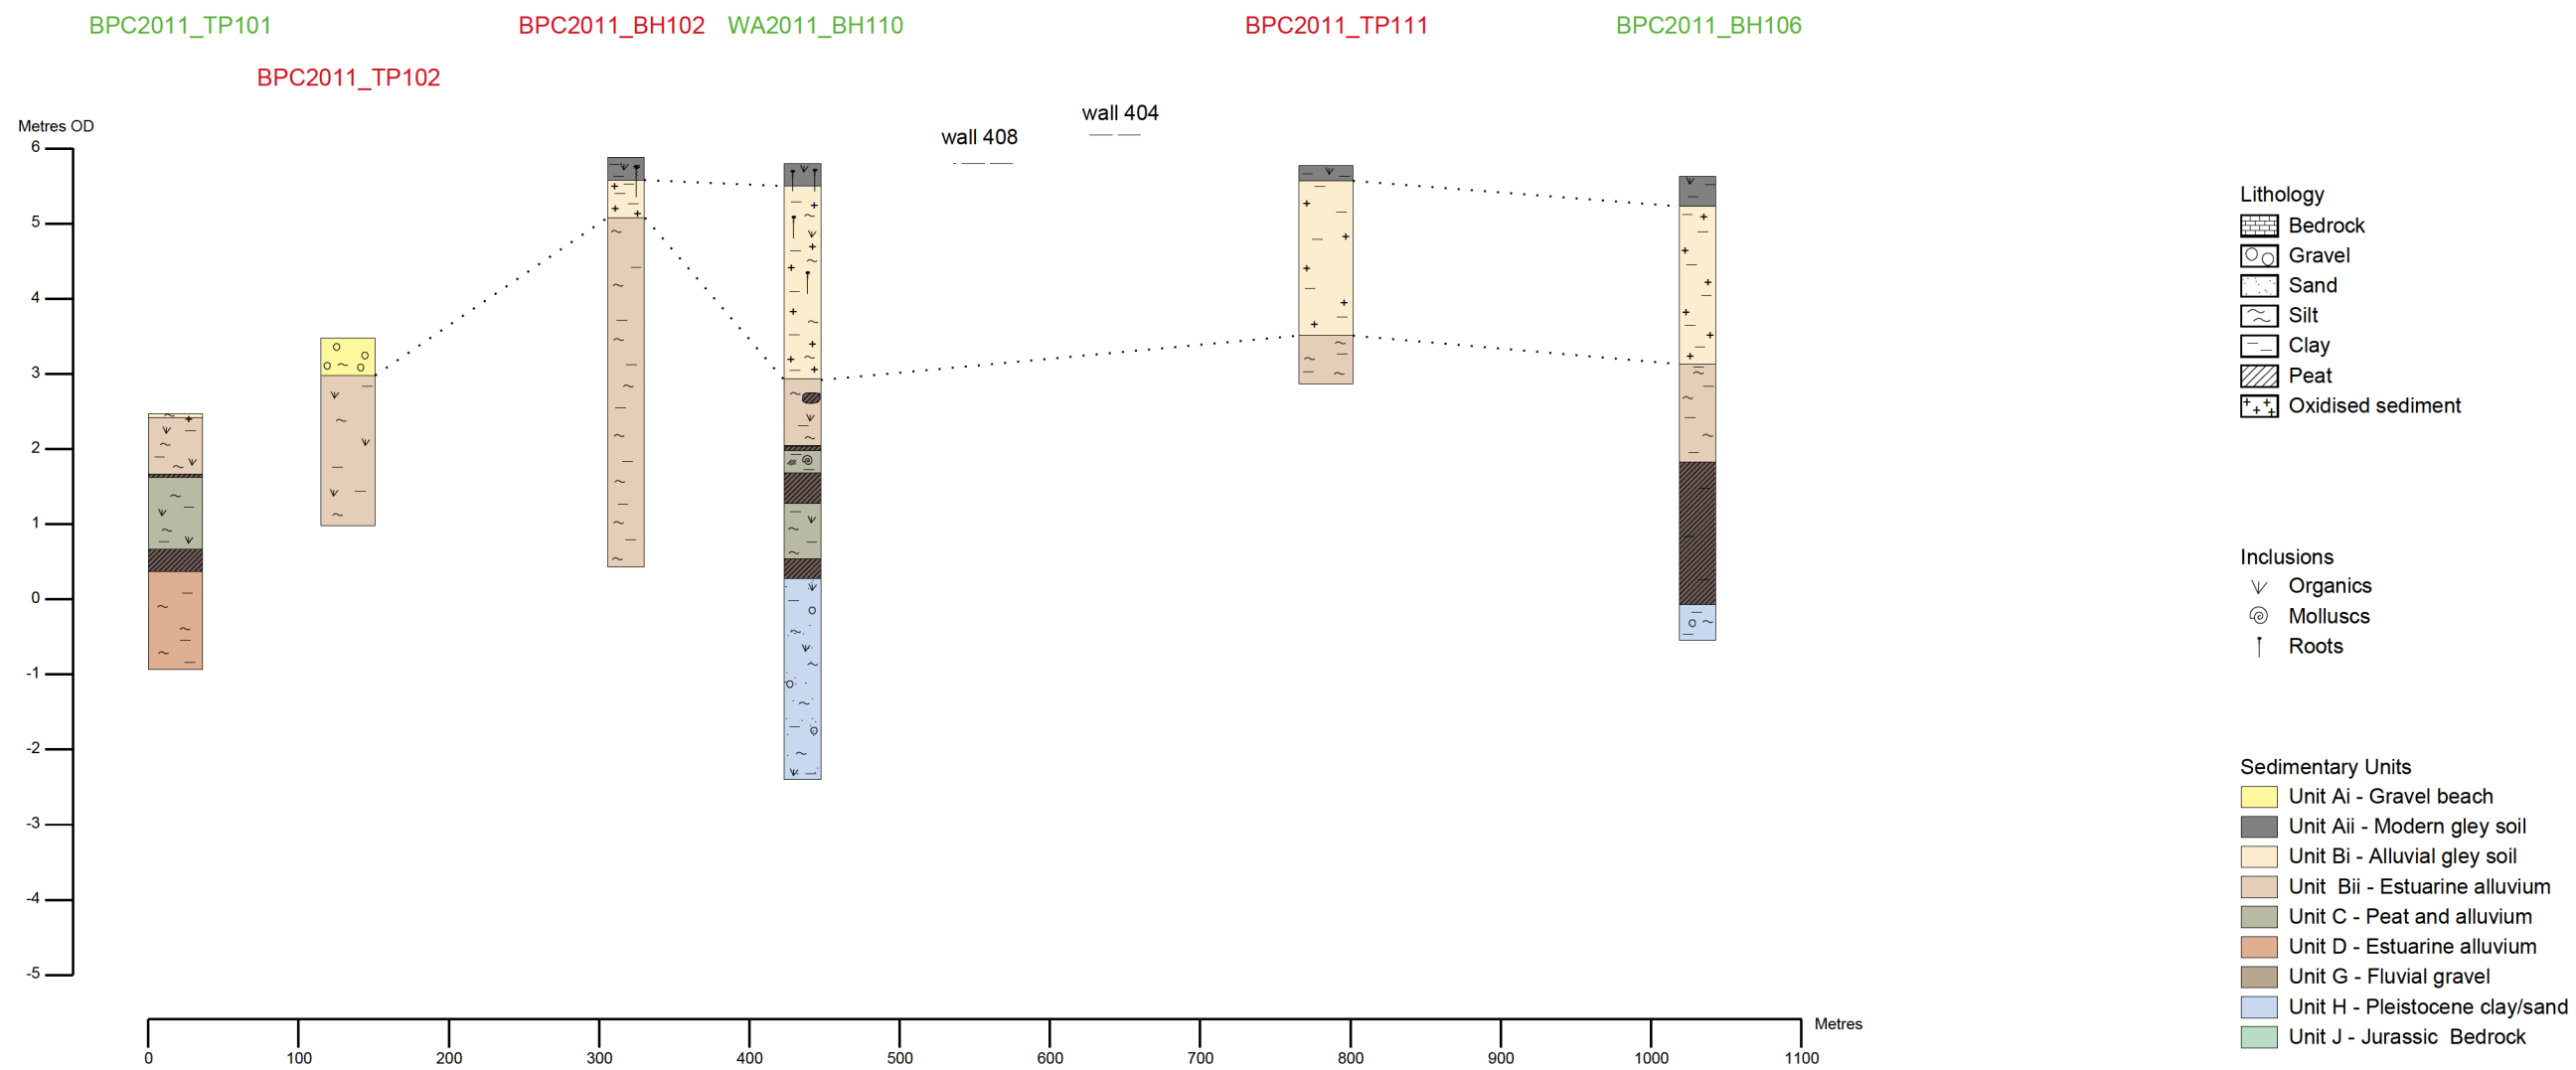 BPC2011_TP101
BPC2011_BH102
WA2011_BH110
BPC2011_TP111
BPC2011_BH106
BPC2011_TP102
wall 404
Metres OD
wall 408
6
5
4
3
2
1
0
-1
-2
-3
-4
-5
Lithology
Bedrock
Gravel
Sand
Silt
Clay
Peat
Oxidised sediment
Inclusions
Organics
Molluscs
Roots
Sedimentary Units
Unit Ai - Gravel beach
Unit Aii - Modern gley soil
Unit Bi - Alluvial gley soil
Unit  Bii - Estuarine alluvium
Unit C - Peat and alluvium
Unit D - Estuarine alluvium
Unit G - Fluvial gravel
Unit H - Pleistocene clay/sand
Unit J - Jurassic  Bedrock
Metres
0 100 200 300 400 500 600 700 800 900 1000 1100